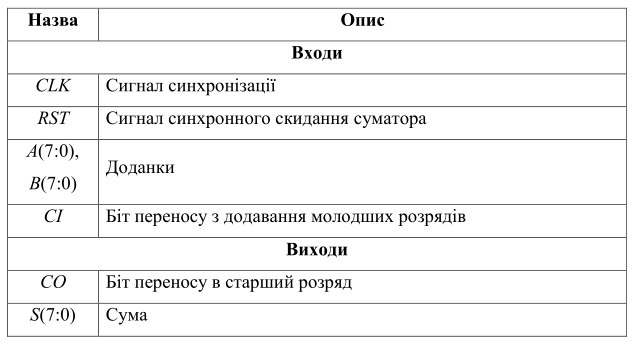 Назва Опис
Входи
CLK Сигнал синхронізації
RST Сигнал синхронного скидання суматора
A(7:0),
B(7:0) Доданки
CI Біт переносу з додавання молодших розрядів
Виходи
CO Біт переносу в старший розряд
S(7:0) Сума